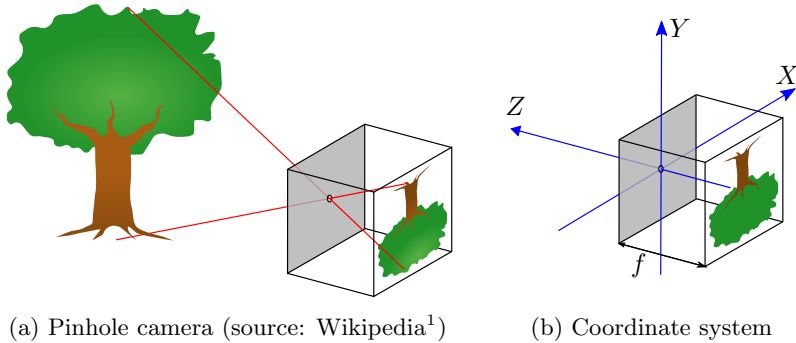 Y
X
Z
f
(a) Pinhole camera (source: Wikipedia¹)
(b) Coordinate system